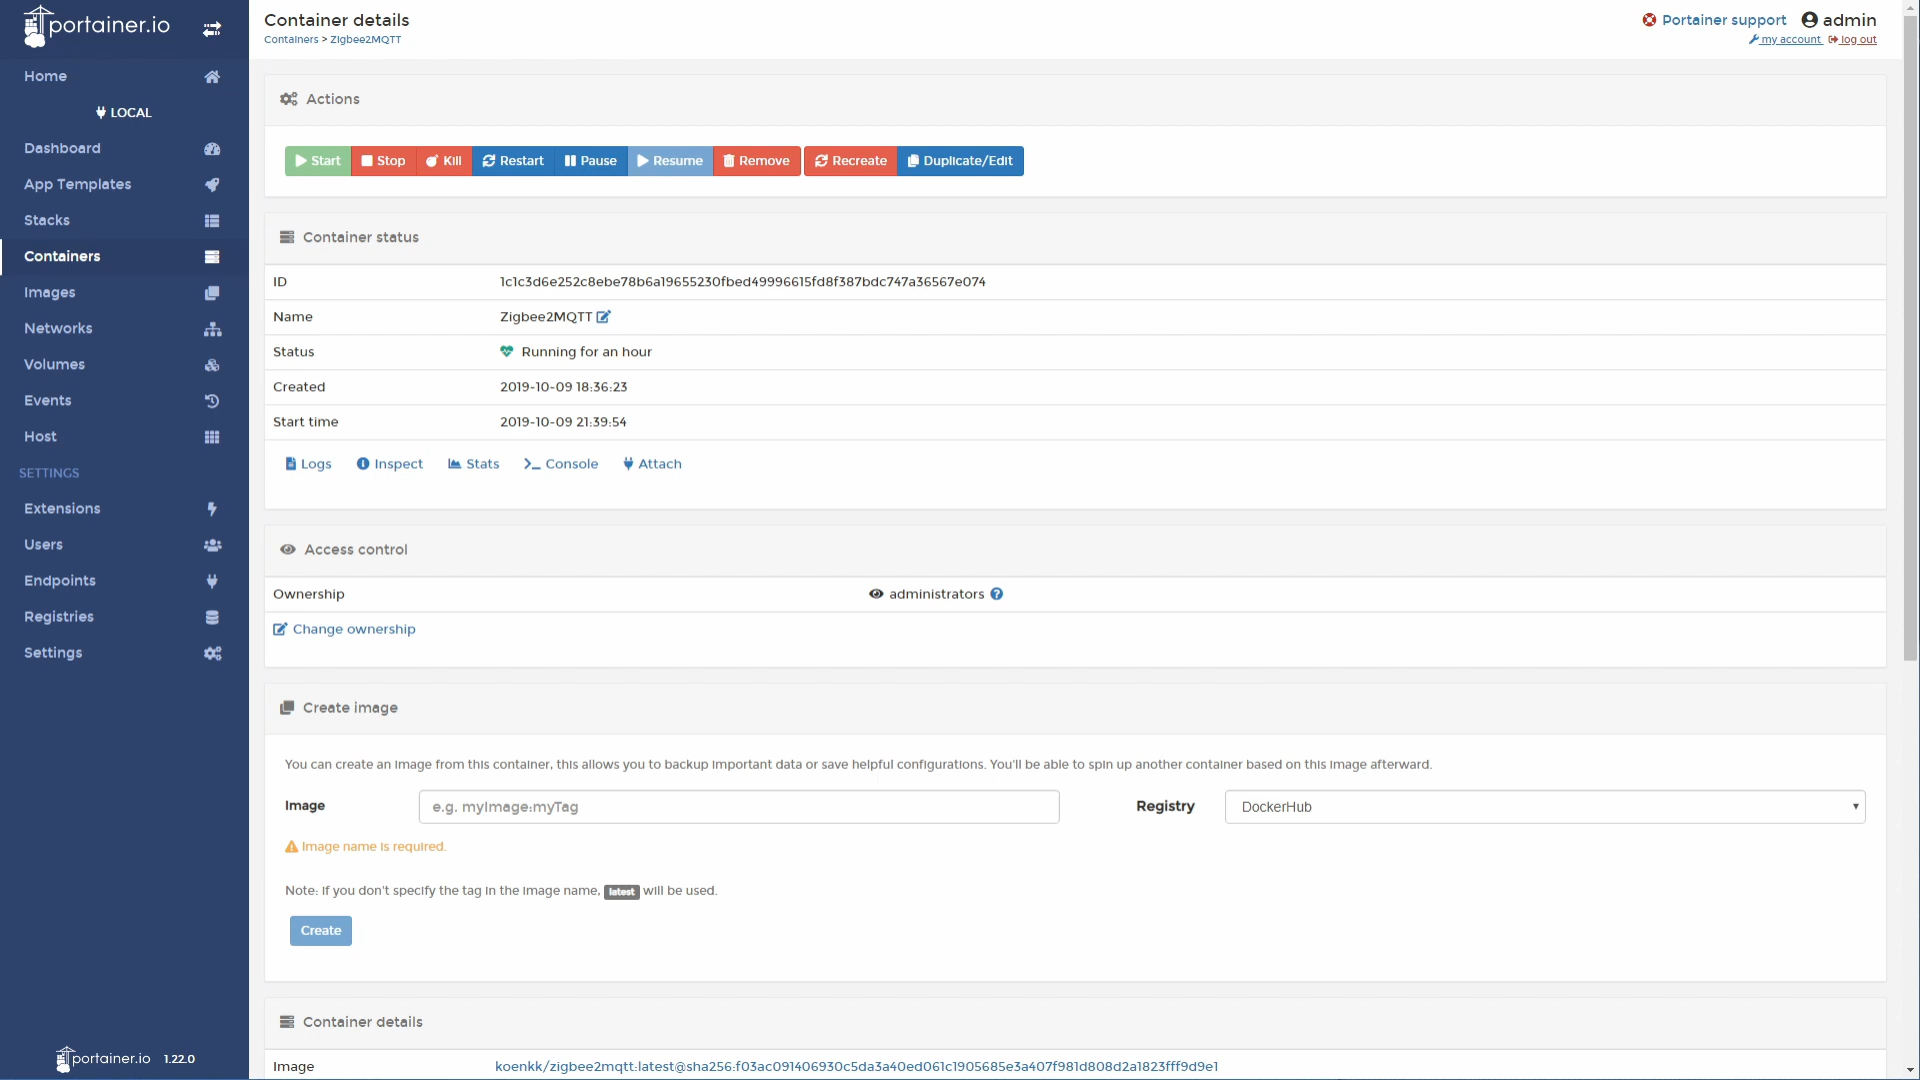 portainer.io
Home
LOCAL
Dashboard
App Templates
Stacks
Containers
Images
Networks
Volumes
Events
Host
SETTINGS
Extensions
Users
Endpoints
Registries
Settings
portainer.io 1.22.0
Container details
Containers > Zigbee2MQTT
Portainer support admin
my account log out
Actions
Start Stop Kill Restart Pause Resume Remove Recreate Duplicate/Edit
Container status
ID 1c1c3d6e252c8ebe78b6a19655230fbed49996615fd8f387bdc747a36567e074
Name Zigbee2MQTT
Status Running for an hour
Created 2019-10-09 18:36:23
Start time 2019-10-09 21:39:54
Logs Inspect Stats >_ Console Attach
Access control
Ownership administrators
Change ownership
Create image
You can create an image from this container, this allows you to backup important data or save helpful configurations. You'll be able to spin up another container based on this image afterward.
Image e.g. myImage:myTag Registry DockerHub
Image name is required.
Note: if you don't specify the tag in the image name, latest will be used.
Create
Container details
Image koenkk/zigbee2mqtt:latest@sha256:f03ac091406930c5da3a40ed061c1905685e3a407f981d808d2a1823fff9d9e1